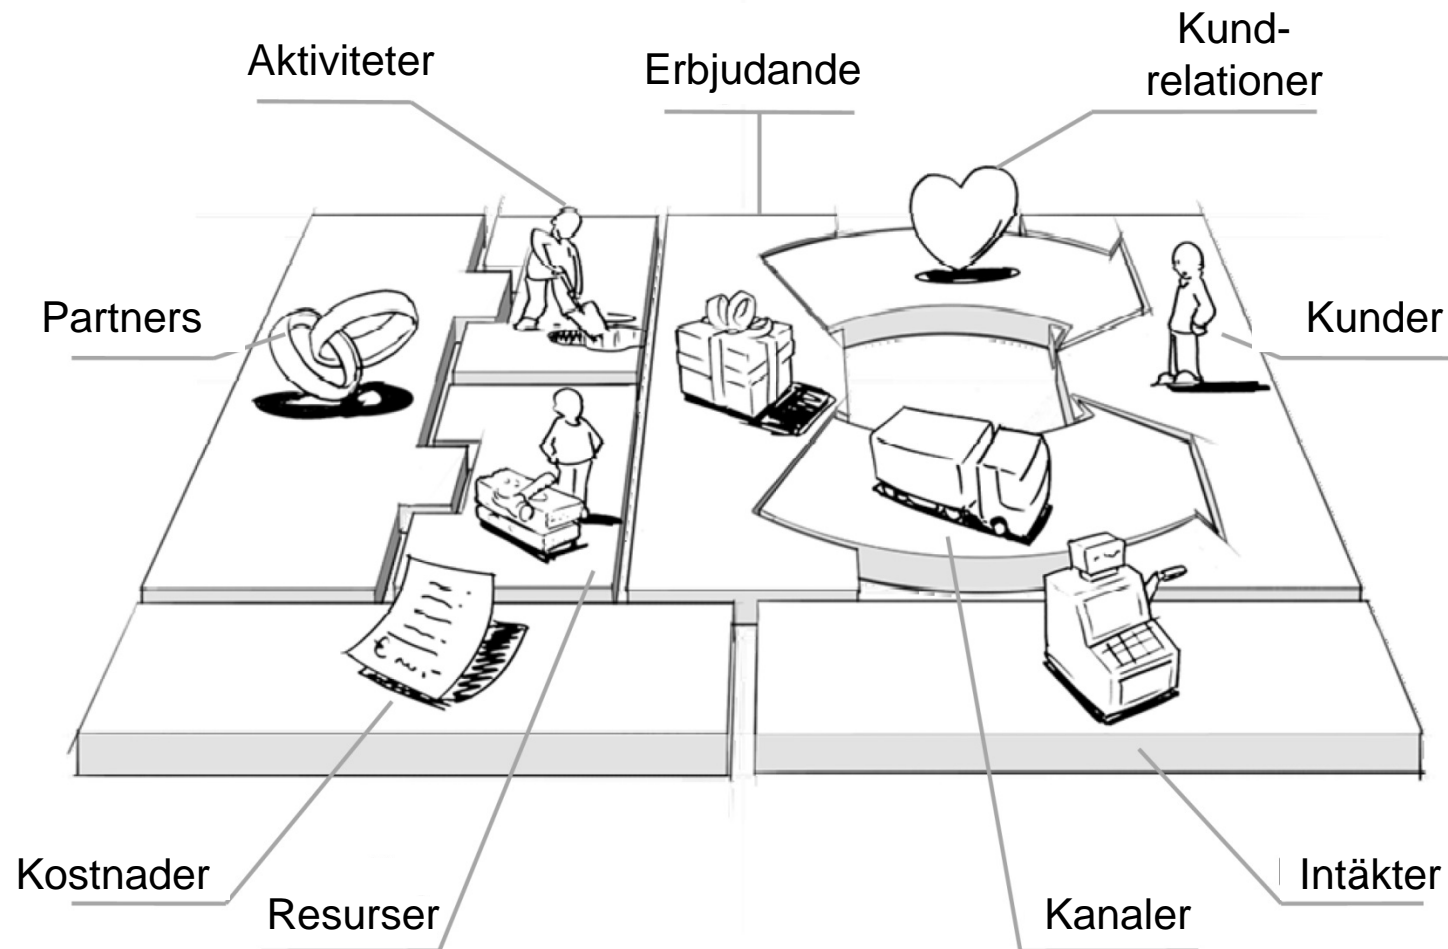 Aktiviteter
Erbjudande
Kund-
relationer
Partners
Kunder
Kostnader
Resurser
Kanaler
Intäkter